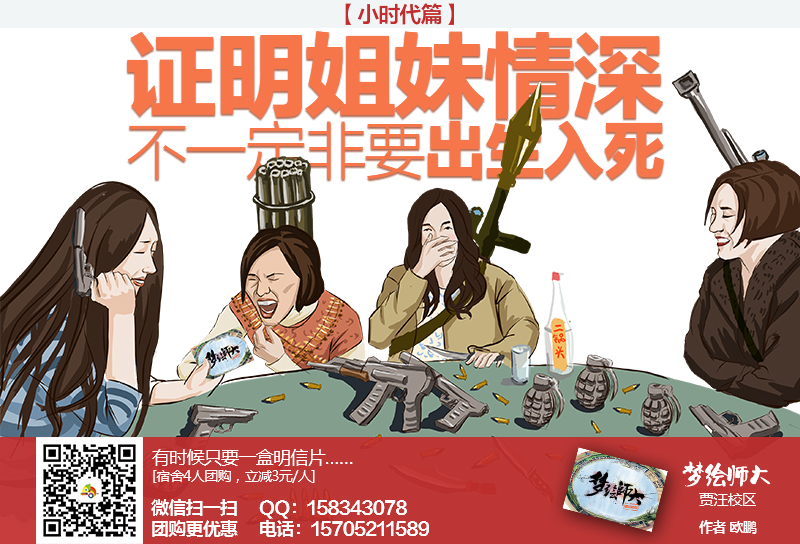 【小时代篇】
证明姐妹情深
不一定非要出生入死
二锅头
梦绘师大
有时候只要一盒明信片......
[宿舍4人团购，立减3元/人]
微信扫一扫 QQ：158343078
团购更优惠 电话：15705211589
梦绘师大
梦绘师大
贾汪校区
作者 欧鹏